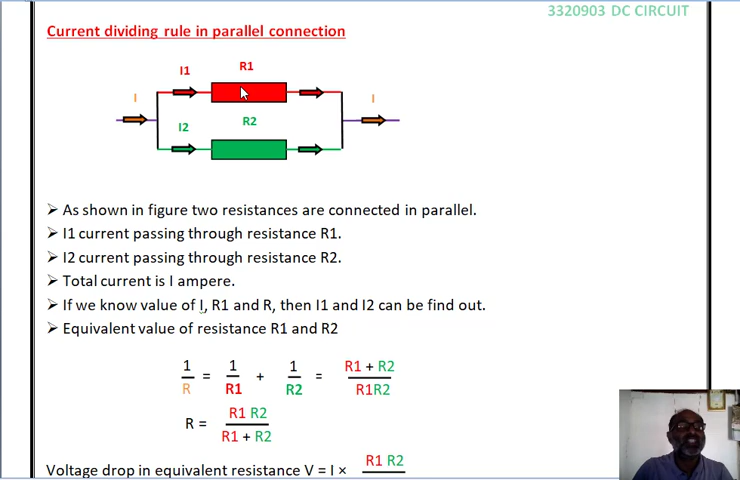 3320903 DC CIRCUIT
Current dividing rule in parallel connection
R1
I1
I
I
R2
I2
➢ As shown in figure two resistances are connected in parallel.
➢ I1 current passing through resistance R1.
➢ I2 current passing through resistance R2.
➢ Total current is I ampere.
➢ If we know value of I, R1 and R, then I1 and I2 can be find out.
➢ Equivalent value of resistance R1 and R2
1/R = 1/R1 + 1/R2 = R1 + R2/R1R2
R = R1 R2/R1 + R2
Voltage drop in equivalent resistance V = I × R1 R2